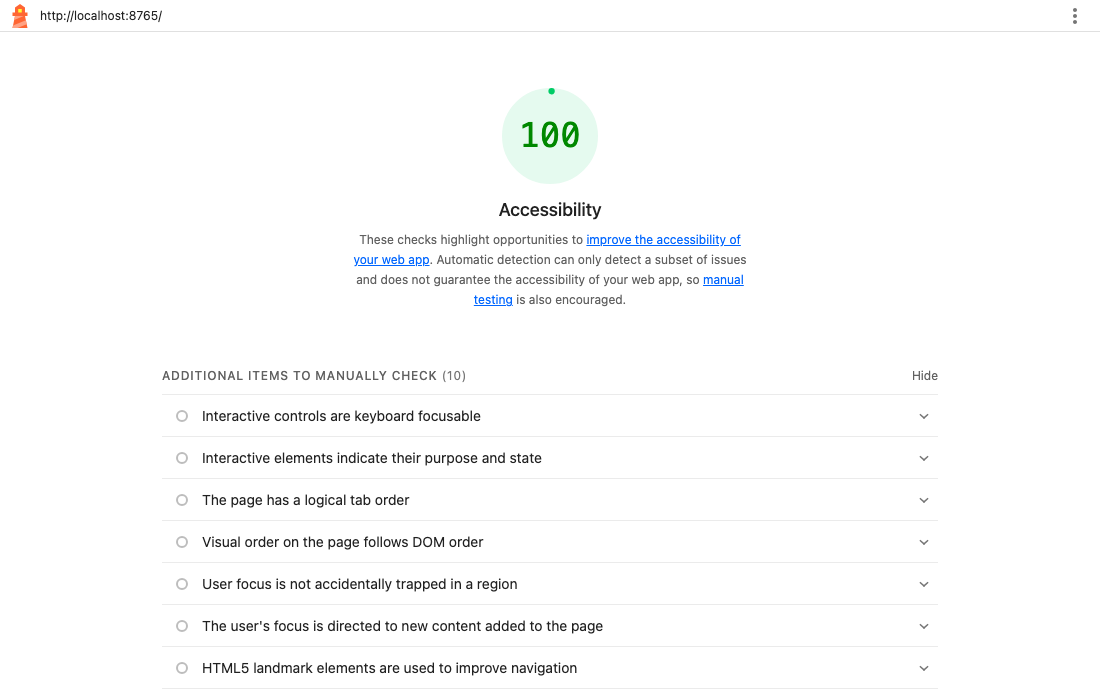 http://localhost:8765/
100
Accessibility
These checks highlight opportunities to improve the accessibility of
your web app. Automatic detection can only detect a subset of issues
and does not guarantee the accessibility of your web app, so manual
testing is also encouraged.
ADDITIONAL ITEMS TO MANUALLY CHECK (10) Hide
Interactive controls are keyboard focusable
Interactive elements indicate their purpose and state
The page has a logical tab order
Visual order on the page follows DOM order
User focus is not accidentally trapped in a region
The user's focus is directed to new content added to the page
HTML5 landmark elements are used to improve navigation